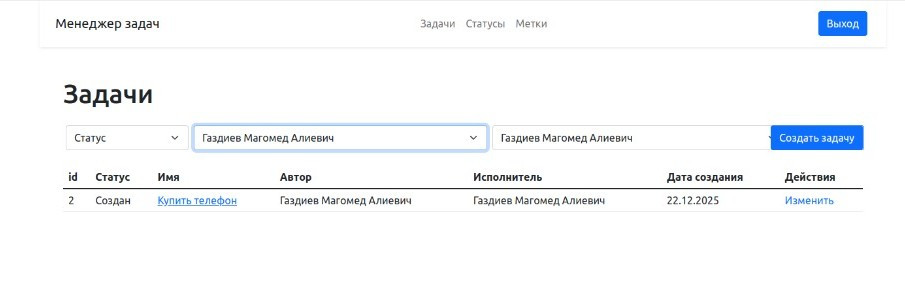 Менеджер задач Задачи Статусы Метки Выход
Задачи
Статус Газдиев Магомед Алиевич Газдиев Магомед Алиевич Создать задачу
id Статус Имя Автор Исполнитель Дата создания Действия
2 Создан Купить телефон Газдиев Магомед Алиевич Газдиев Магомед Алиевич 22.12.2025 Изменить